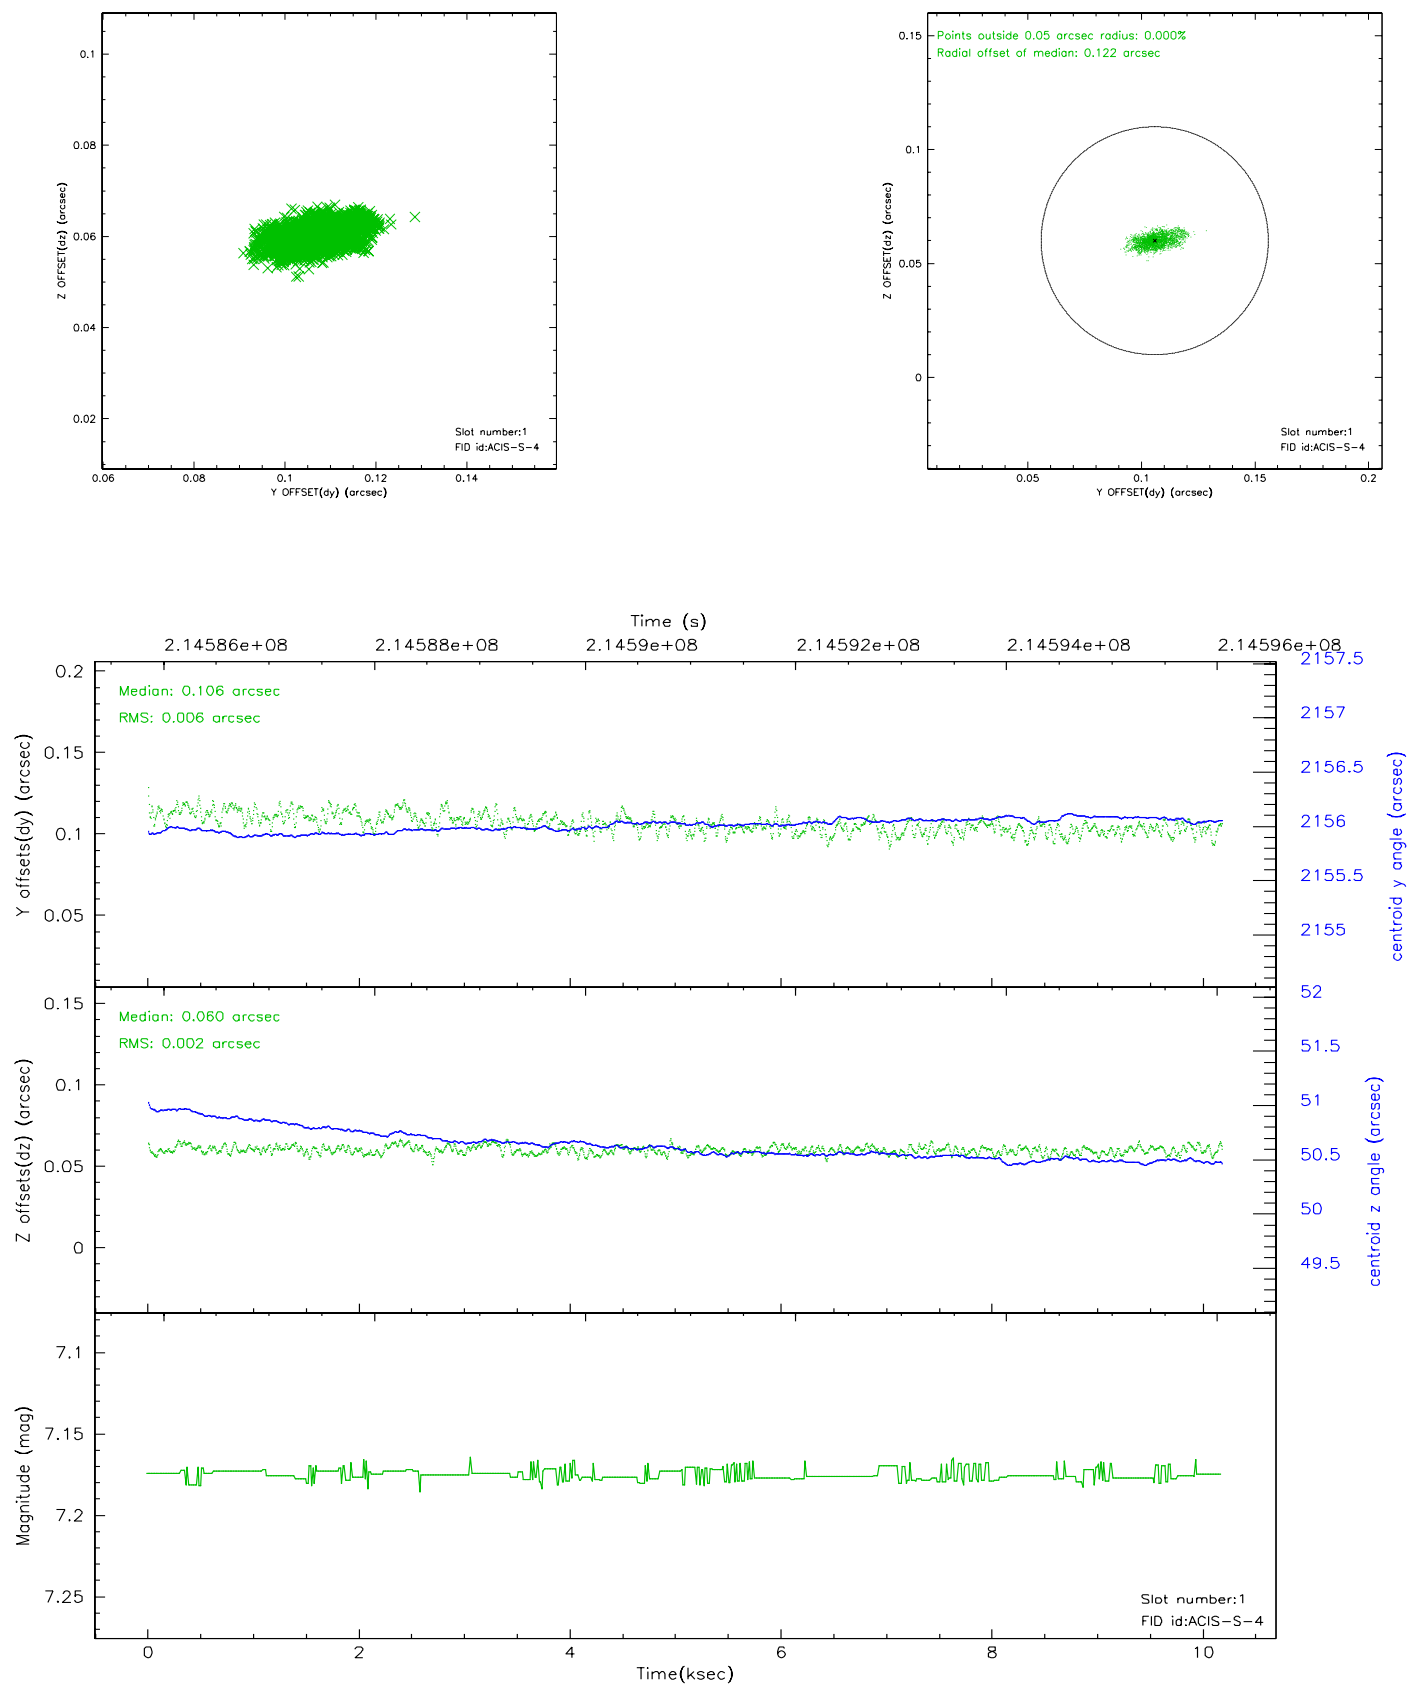 0.1
0.08
0.06
0.04
0.02
Z OFFSET(dz) (arcsec)
Slot number:1
FID id:ACIS-S-4
0.06 0.08 0.1 0.12 0.14
Y OFFSET(dy) (arcsec)
Points outside 0.05 arcsec radius: 0.000%
Radial offset of median: 0.122 arcsec
0.15
0.1
0.05
0
Z OFFSET(dz) (arcsec)
Slot number:1
FID id:ACIS-S-4
0.05 0.1 0.15 0.2
Y OFFSET(dy) (arcsec)
Time (s)
2.14586e+08 2.14588e+08 2.1459e+08 2.14592e+08 2.14594e+08 2.14596e+08
Median: 0.106 arcsec
RMS: 0.006 arcsec
0.2
0.15
0.1
0.05
Y offsets(dy) (arcsec)
2157.5
2157
2156.5
2156
2155.5
2155
centroid y angle (arcsec)
Median: 0.060 arcsec
RMS: 0.002 arcsec
0.15
0.1
0.05
0
Z offsets(dz) (arcsec)
52
51.5
51
50.5
50
49.5
centroid z angle (arcsec)
7.1
7.15
7.2
7.25
Magnitude (mag)
Slot number:1
FID id:ACIS-S-4
0 2 4 6 8 10
Time(ksec)